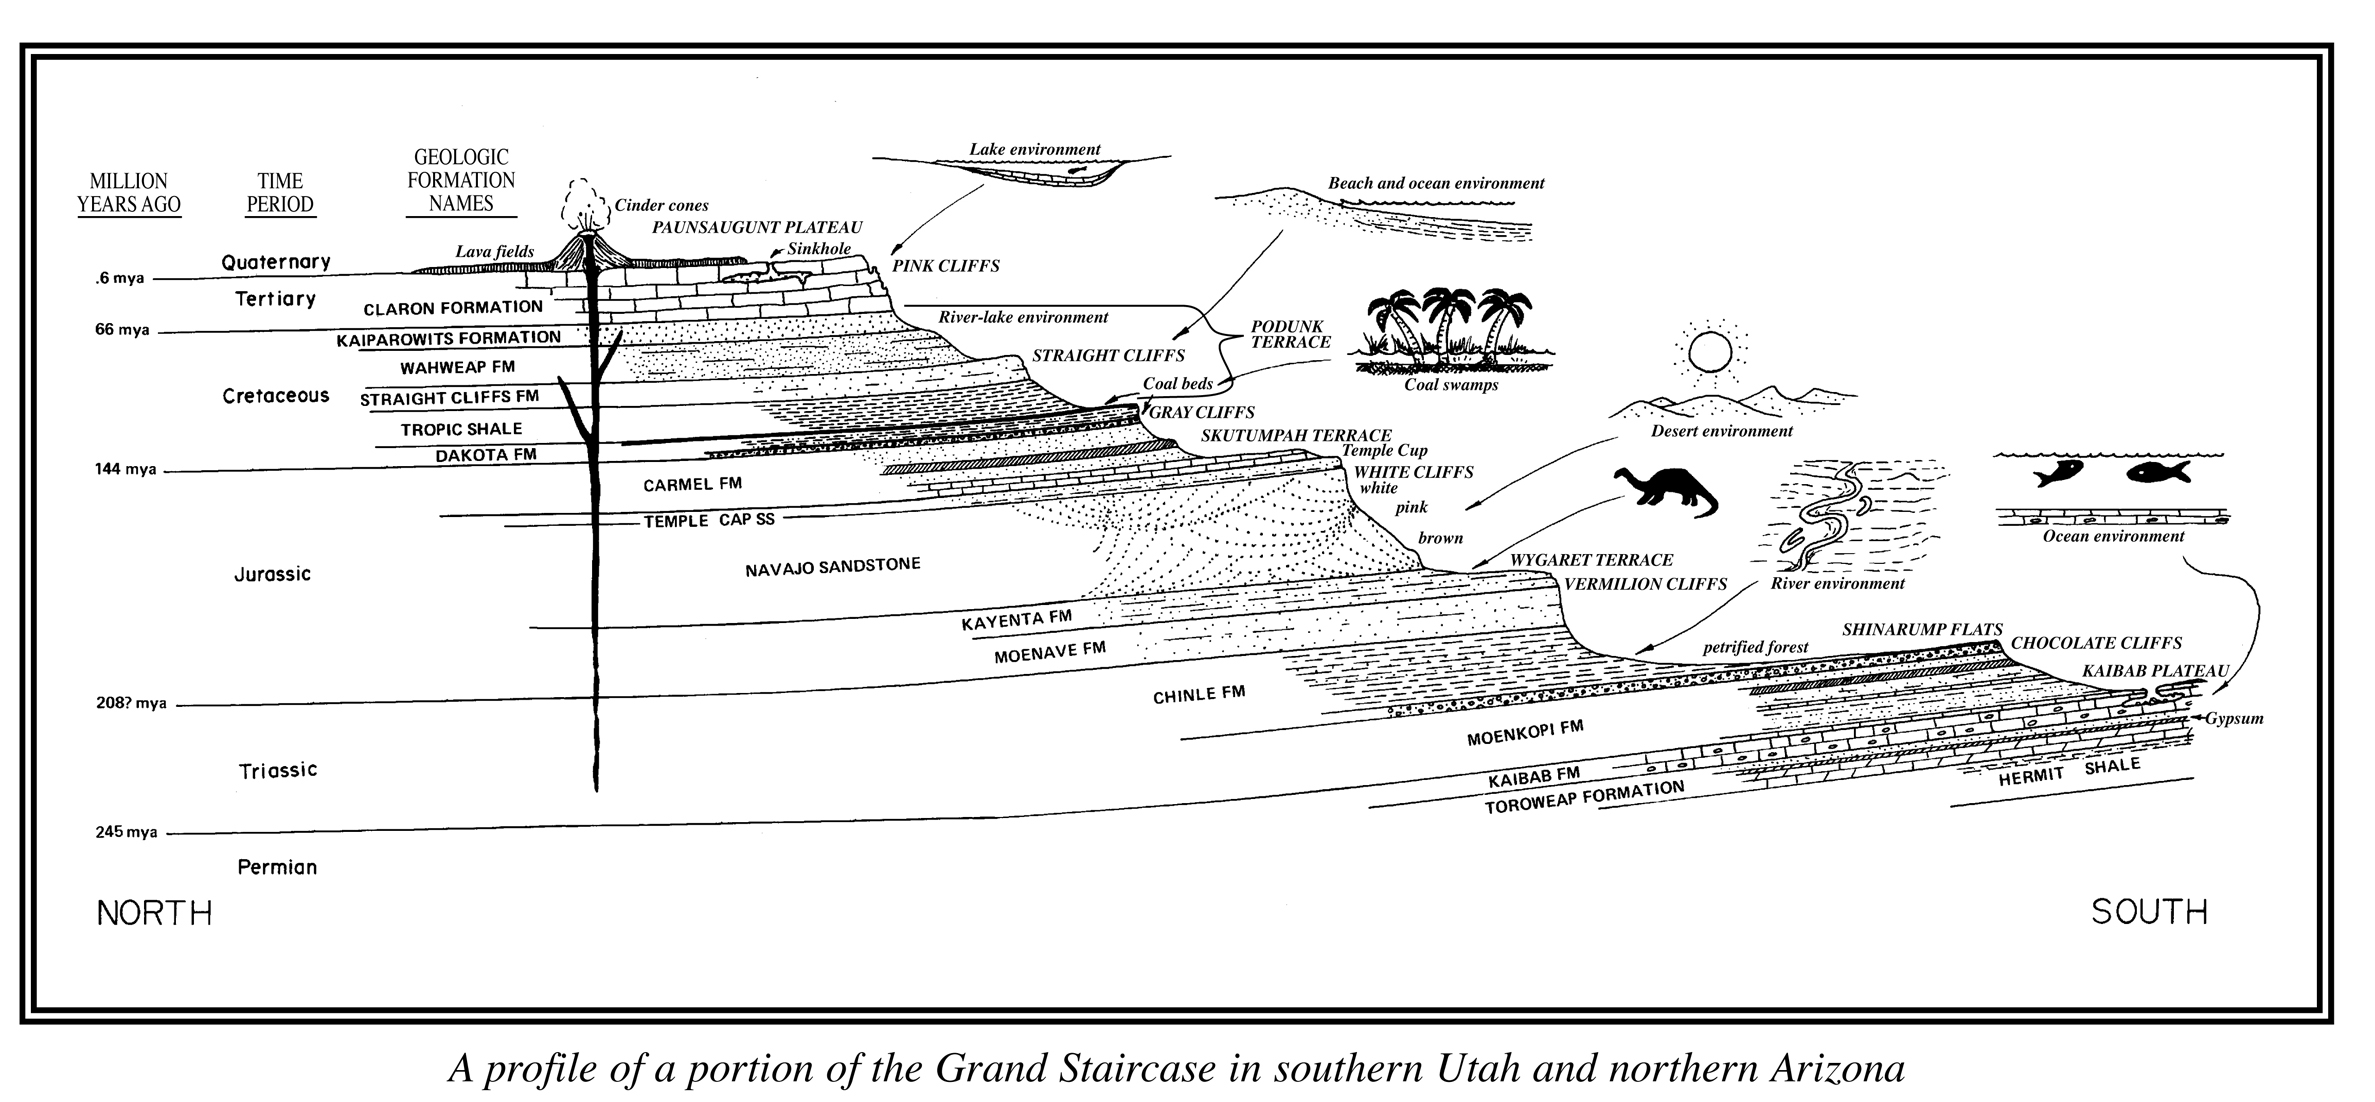 MILLION
YEARS AGO
TIME
PERIOD
GEOLOGIC
FORMATION
NAMES
Lake environment
Beach and ocean environment
Cinder cones
PAUNSAUGUNT PLATEAU
Lava fields
Sinkhole
Quaternary
PINK CLIFFS
.6 mya
Tertiary
CLARON FORMATION
River-lake environment
PODUNK
TERRACE
66 mya
KAIPAROWITS FORMATION
STRAIGHT CLIFFS
WAHWEAP FM
Coal beds
Coal swamps
Cretaceous
STRAIGHT CLIFFS FM
GRAY CLIFFS
TROPIC SHALE
SKUTUMPAH TERRACE
Desert environment
DAKOTA FM
Temple Cup
144 mya
WHITE CLIFFS
CARMEL FM
white
pink
TEMPLE CAP SS
brown
Ocean environment
Jurassic
NAVAJO SANDSTONE
WYGARET TERRACE
VERMILION CLIFFS
River environment
KAYENTA FM
SHINARUMP FLATS
MOENAVE FM
petrified forest
CHOCOLATE CLIFFS
KAIBAB PLATEAU
CHINLE FM
208? mya
Gypsum
MOENKOPI FM
Triassic
KAIBAB FM
HERMIT SHALE
TOROWEAP FORMATION
245 mya
Permian
NORTH
SOUTH
A profile of a portion of the Grand Staircase in southern Utah and northern Arizona